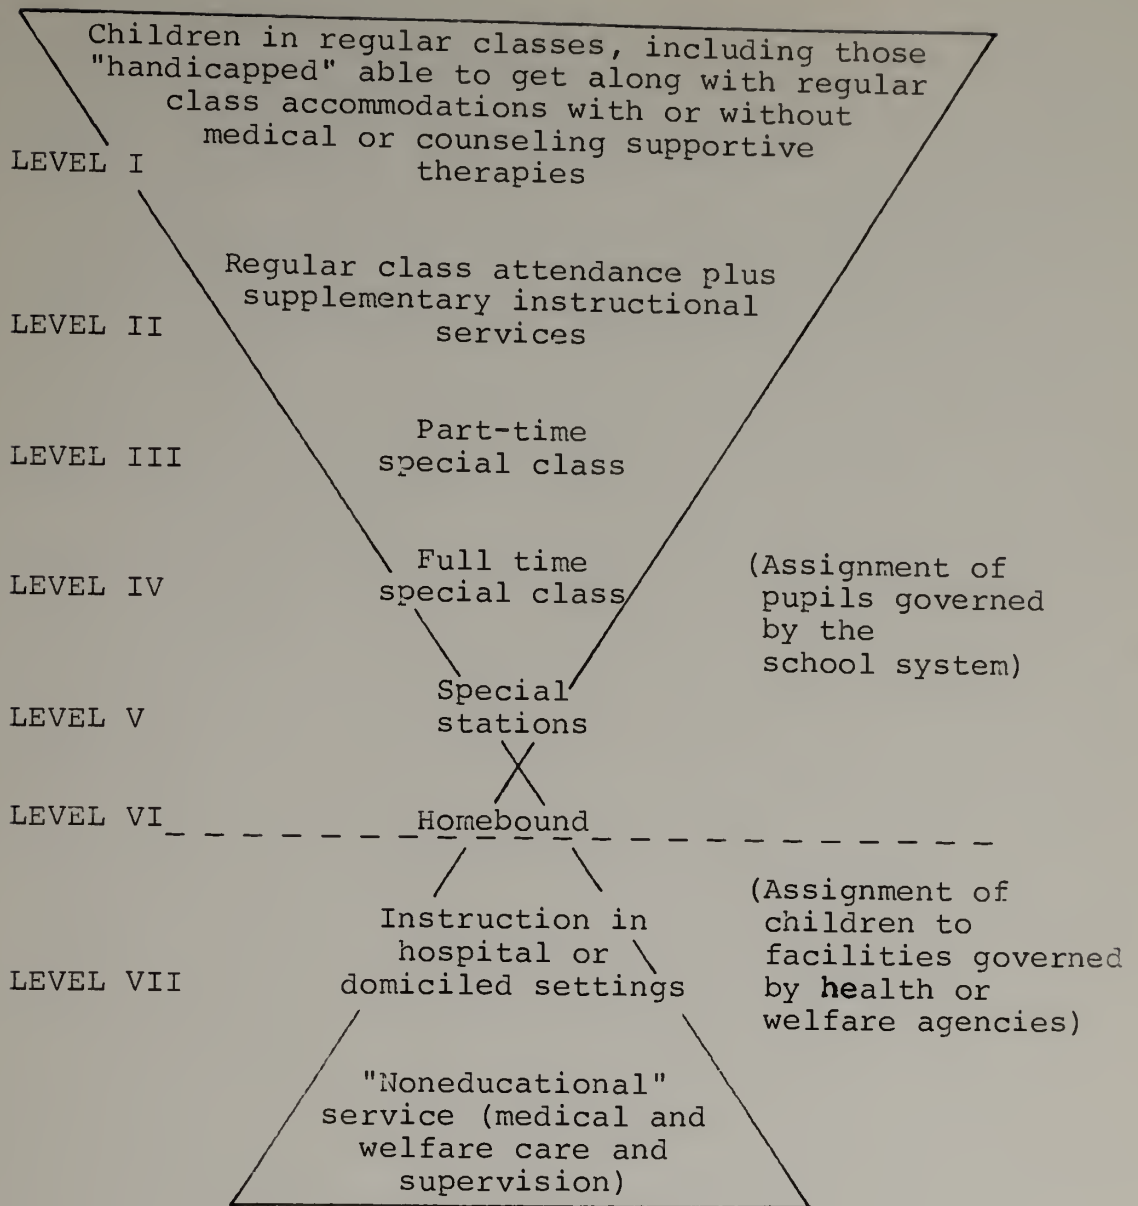 Children in regular classes, including those
"handicapped" able to get along with regular
class accommodations with or without
medical or counseling supportive
therapies
LEVEL I
Regular class attendance plus
supplementary instructional
services
LEVEL II
Part-time
special class
LEVEL III
Full time
special class
LEVEL IV
(Assignment of
pupils governed
by the
school system)
Special
stations
LEVEL V
Homebound
LEVEL VI
Instruction in
hospital or
domiciled settings
LEVEL VII
(Assignment of
children to
facilities governed
by health or
welfare agencies)
"Noneducational"
service (medical and
welfare care and
supervision)